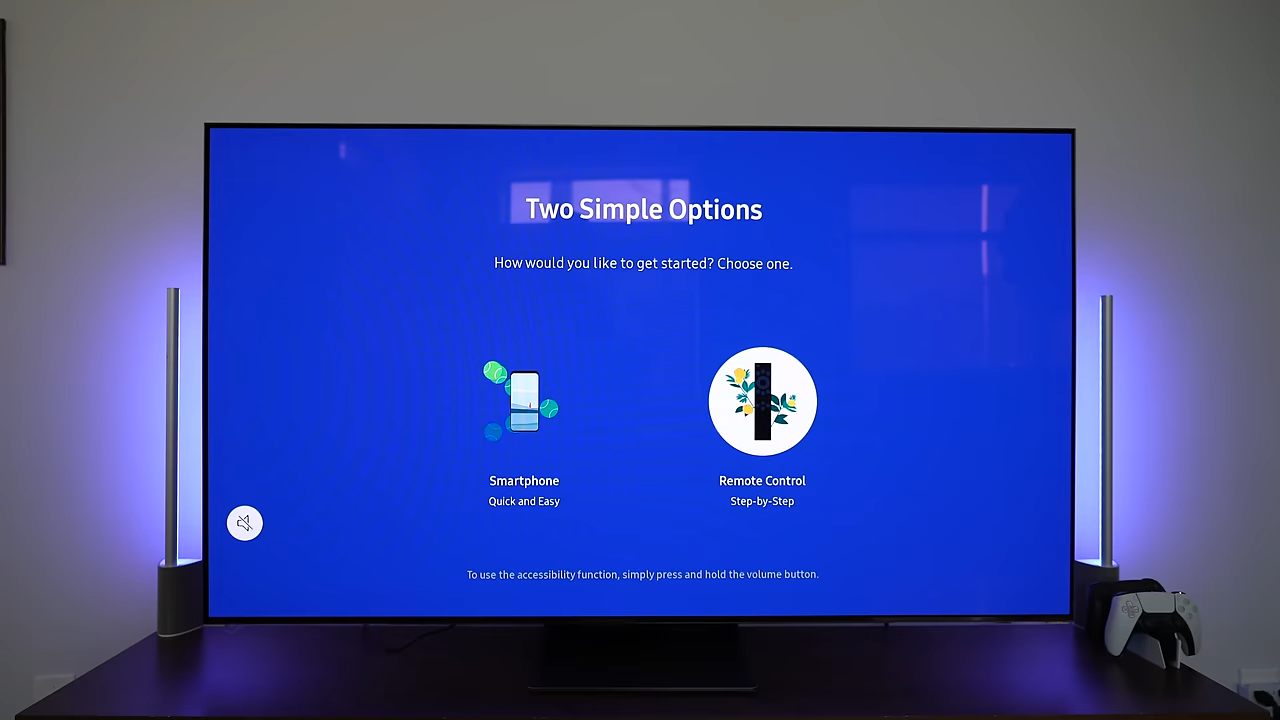 Two Simple Options
How would you like to get started? Choose one.
Smartphone
Quick and Easy
Remote Control
Step-by-Step
To use the accessibility function, simply press and hold the volume button.